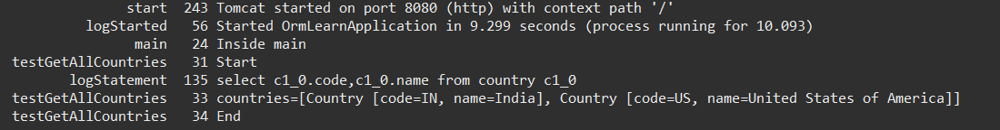 start 243 Tomcat started on port 8080 (http) with context path '/'
logStarted 56 Started OrmLearnApplication in 9.299 seconds (process running for 10.093)
main 24 Inside main
testGetAllCountries 31 Start
logStatement 135 select c1_0.code,c1_0.name from country c1_0
testGetAllCountries 33 countries=[Country [code=IN, name=India], Country [code=US, name=United States of America]]
testGetAllCountries 34 End